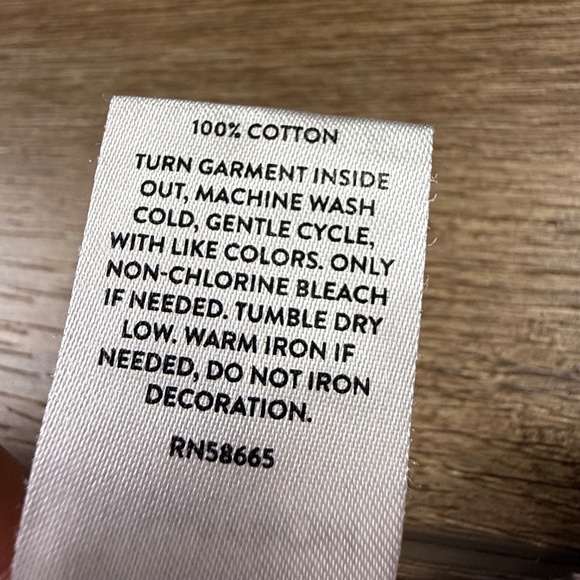 100% COTTON
TURN GARMENT INSIDE
OUT, MACHINE WASH
COLD, GENTLE CYCLE,
WITH LIKE COLORS. ONLY
NON-CHLORINE BLEACH
IF NEEDED. TUMBLE DRY
LOW. WARM IRON IF
NEEDED, DO NOT IRON
DECORATION.
RN58665